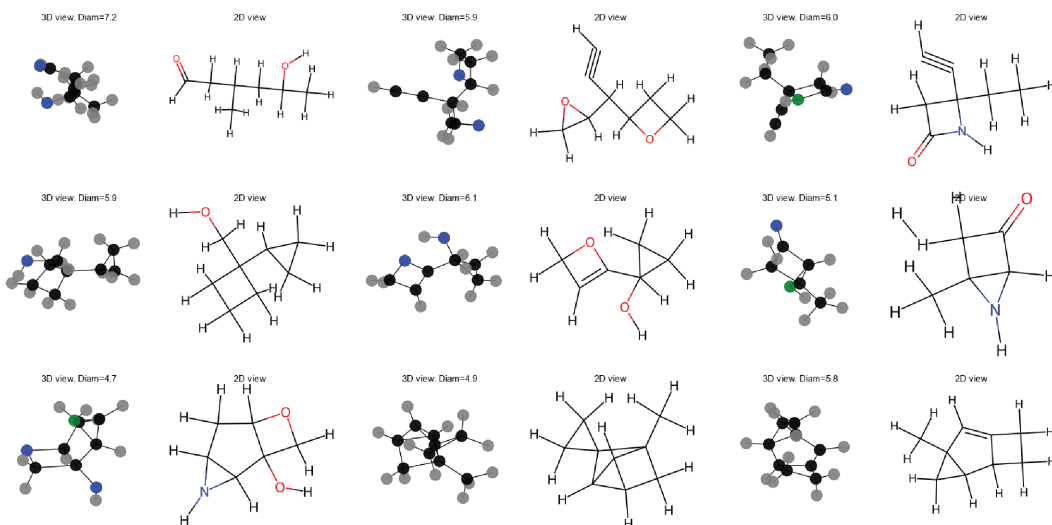 3D view. Diam=7.2 2D view 3D view. Diam=5.9 2D view 3D view. Diam=6.0 2D view
H
H H H O H H
O H H
H H H H H H
H H
H O
H H O N H
H O
3D view. Diam=5.9 2D view 3D view. Diam=6.1 2D view 3D view. Diam=5.1 2D view
H O H H H O
H H H H O H H
H H H H
H H H H H
H H O N
H H H
3D view. Diam=4.7 2D view 3D view. Diam=4.9 2D view 3D view. Diam=5.8 2D view
H H H H H H
H O H H H H
H H H H H
N H H H H H H
H O H H H H H H